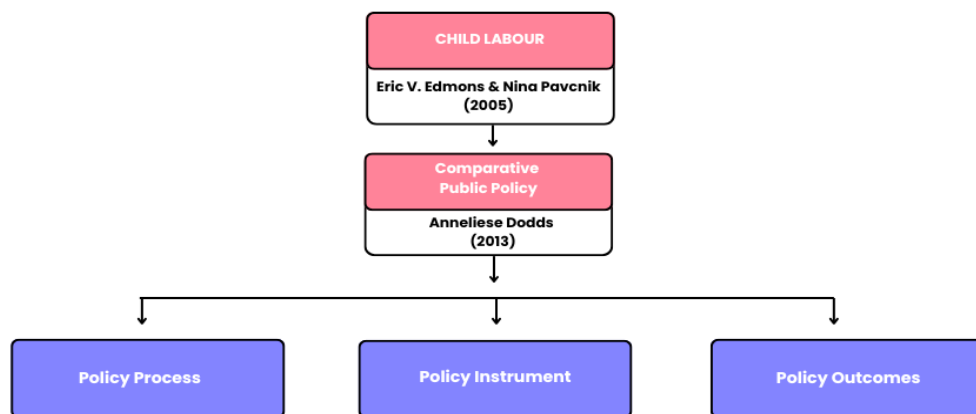 CHILD LABOUR
Eric V. Edmons & Nina Pavcnik
(2005)
Comparative
Public Policy
Anneliese Dodds
(2013)
Policy Process
Policy Instrument
Policy Outcomes